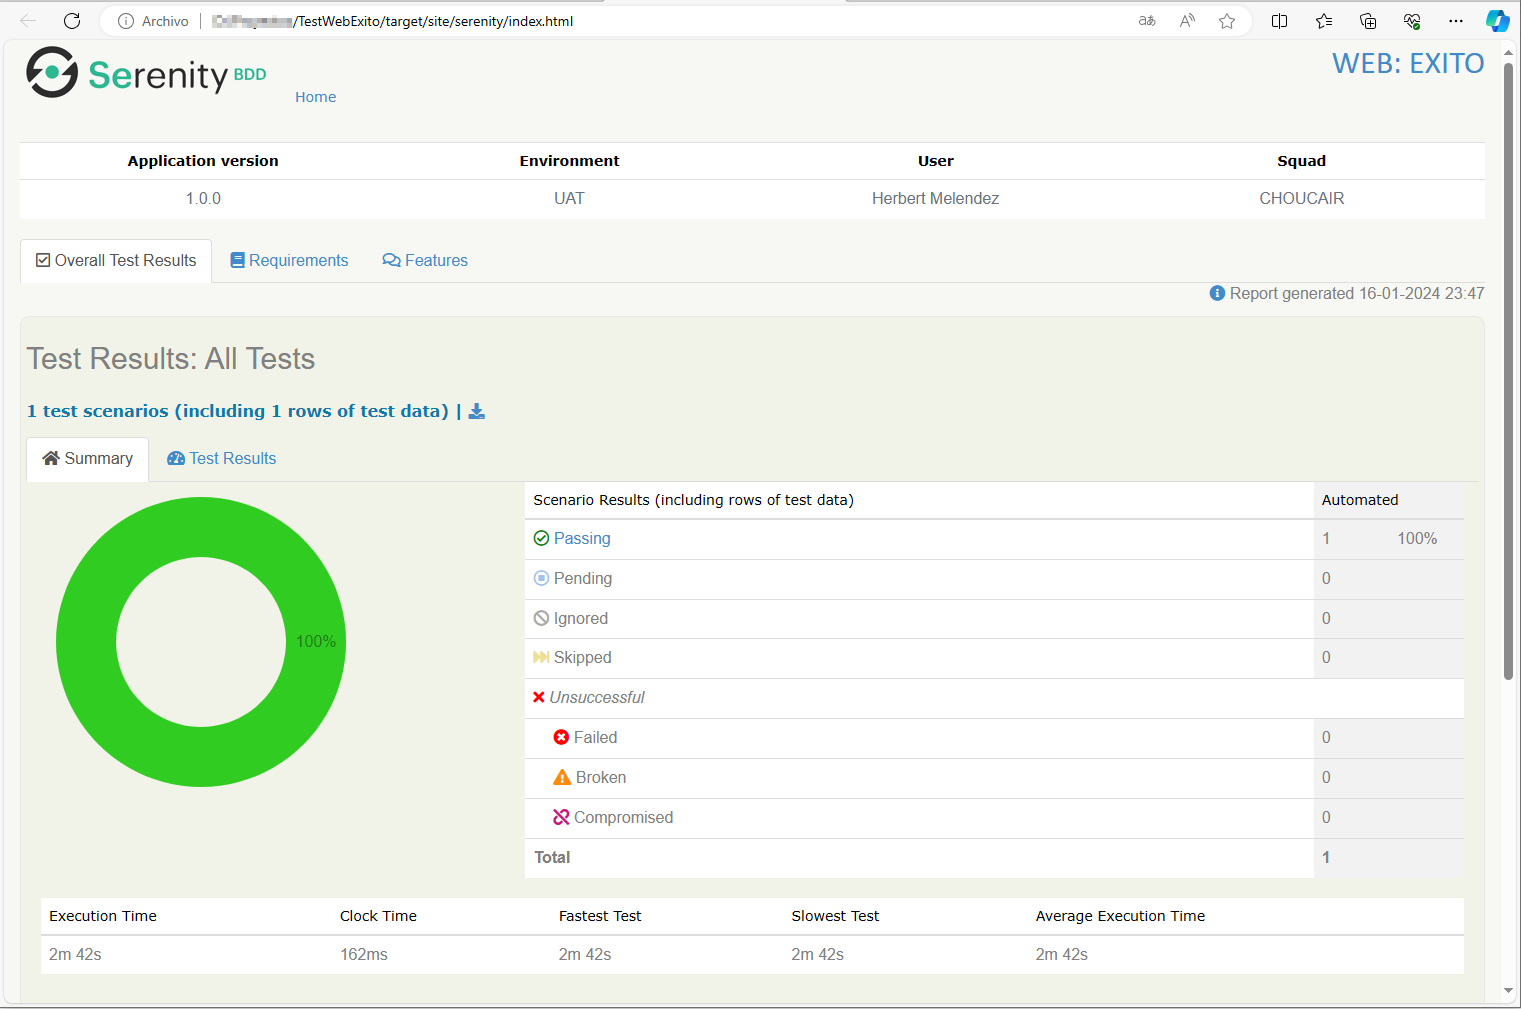 Archivo | /TestWebExito/target/site/serenity/index.html
Serenity BDD
Home
WEB: EXITO
Application version Environment User Squad
1.0.0 UAT Herbert Melendez CHOUCAIR
Overall Test Results Requirements Features
Report generated 16-01-2024 23:47
Test Results: All Tests
1 test scenarios (including 1 rows of test data) |
Summary Test Results
100%
Scenario Results (including rows of test data) Automated
Passing 1 100%
Pending 0
Ignored 0
Skipped 0
Unsuccessful
Failed 0
Broken 0
Compromised 0
Total 1
Execution Time Clock Time Fastest Test Slowest Test Average Execution Time
2m 42s 162ms 2m 42s 2m 42s 2m 42s